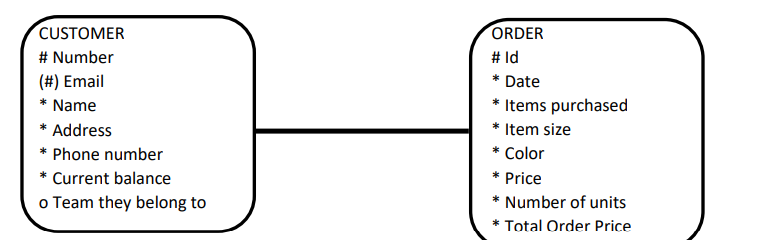 CUSTOMER
# Number
(#) Email
* Name
* Address
* Phone number
* Current balance
o Team they belong to
ORDER
# Id
* Date
* Items purchased
* Item size
* Color
* Price
* Number of units
* Total Order Price